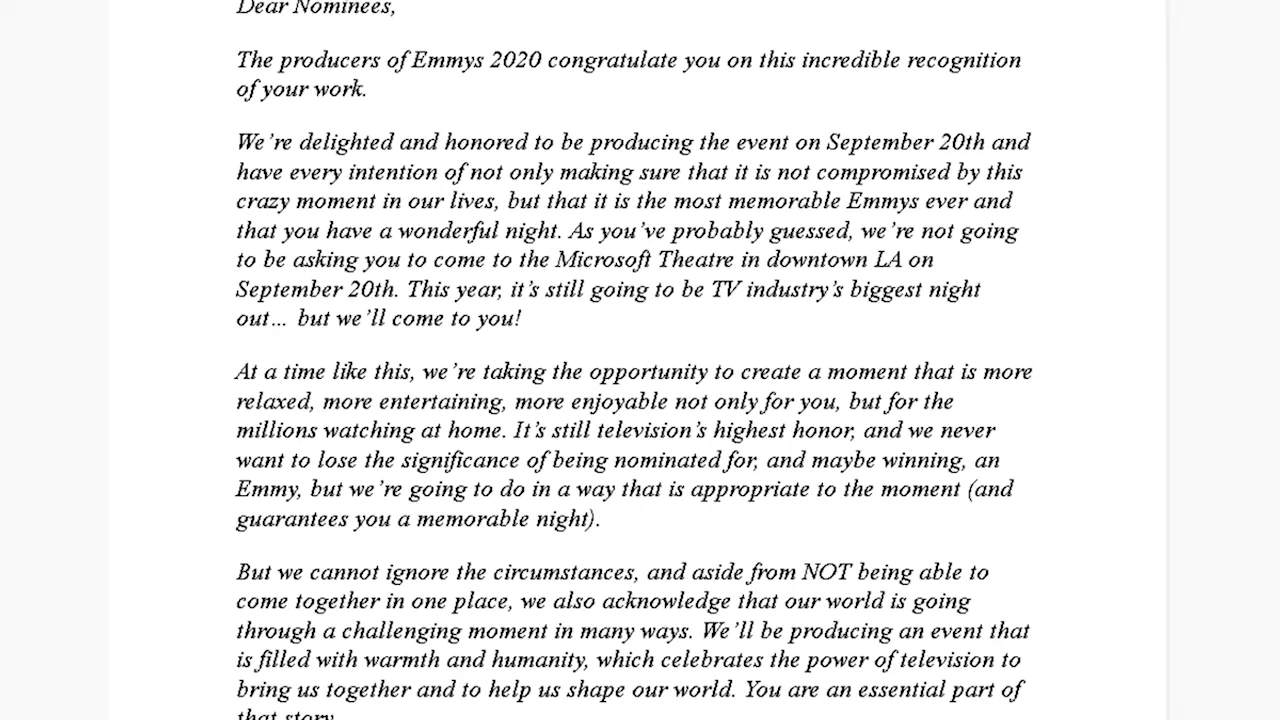 Dear Nominees,
The producers of Emmys 2020 congratulate you on this incredible recognition
of your work.
We're delighted and honored to be producing the event on September 20th and
have every intention of not only making sure that it is not compromised by this
crazy moment in our lives, but that it is the most memorable Emmys ever and
that you have a wonderful night. As you've probably guessed, we're not going
to be asking you to come to the Microsoft Theatre in downtown LA on
September 20th. This year, it's still going to be TV industry's biggest night
out… but we'll come to you!
At a time like this, we're taking the opportunity to create a moment that is more
relaxed, more entertaining, more enjoyable not only for you, but for the
millions watching at home. It's still television's highest honor, and we never
want to lose the significance of being nominated for, and maybe winning, an
Emmy, but we're going to do in a way that is appropriate to the moment (and
guarantees you a memorable night).
But we cannot ignore the circumstances, and aside from NOT being able to
come together in one place, we also acknowledge that our world is going
through a challenging moment in many ways. We'll be producing an event that
is filled with warmth and humanity, which celebrates the power of television to
bring us together and to help us shape our world. You are an essential part of
that story.